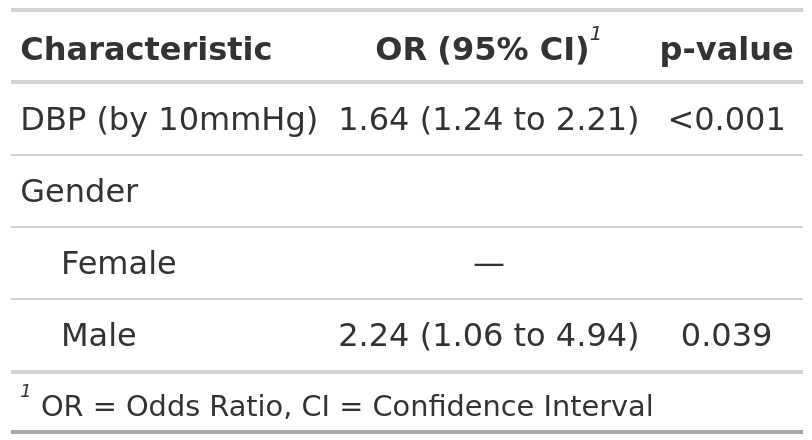 Characteristic OR (95% CI)1 p-value
DBP (by 10mmHg) 1.64 (1.24 to 2.21) <0.001
Gender
Female —
Male 2.24 (1.06 to 4.94) 0.039
1 OR = Odds Ratio, CI = Confidence Interval